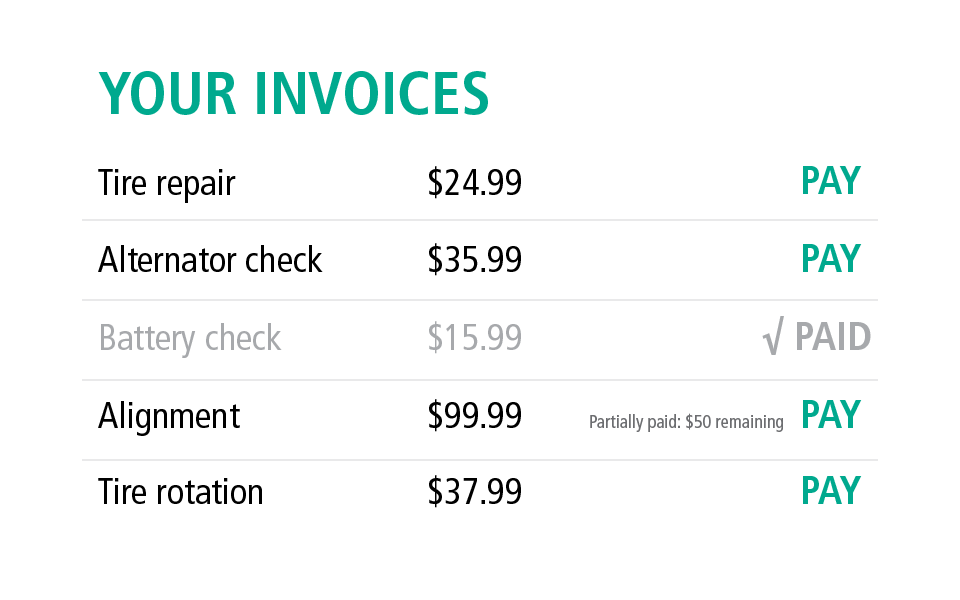 YOUR INVOICES
Tire repair $24.99 PAY
Alternator check $35.99 PAY
Battery check $15.99 √ PAID
Alignment $99.99 Partially paid: $50 remaining PAY
Tire rotation $37.99 PAY